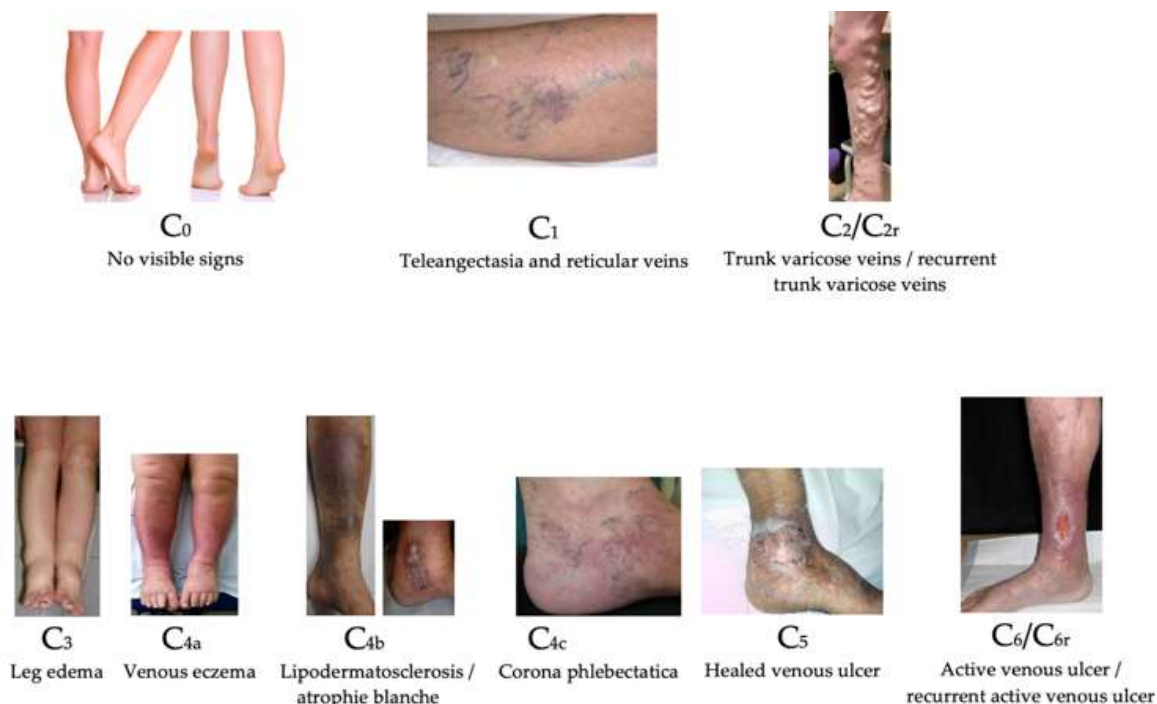 C0
No visible signs
C1
Teleangectasia and reticular veins
C2/C2r
Trunk varicose veins / recurrent
trunk varicose veins
C3
Leg edema
C4a
Venous eczema
C4b
Lipodermatosclerosis /
atrophie blanche
C4c
Corona phlebectatica
C5
Healed venous ulcer
C6/C6r
Active venous ulcer /
recurrent active venous ulcer